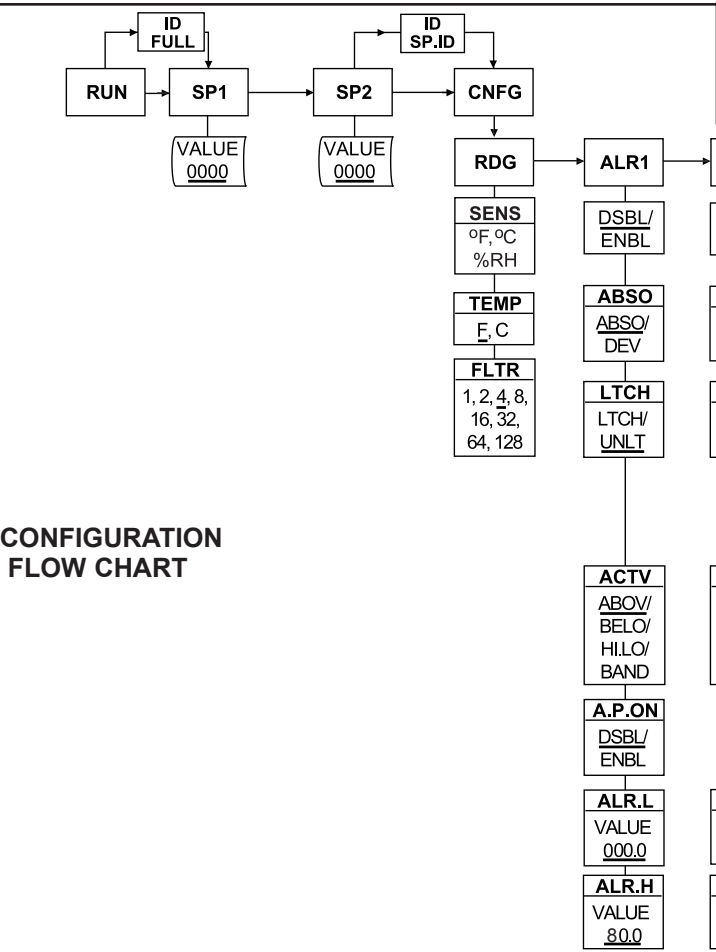 ID
FULL
ID
SP.ID
RUN
SP1
SP2
CNFG
VALUE
0000
VALUE
0000
RDG
ALR1
SENS
ºF, ºC
%RH
DSBL/
ENBL
TEMP
F, C
ABSO
ABSO/
DEV
FLTR
1, 2, 4, 8,
16, 32,
64, 128
LTCH
LTCH/
UNLT
CONFIGURATION
FLOW CHART
ACTV
ABOV/
BELO/
HI.LO/
BAND
A.P.ON
DSBL/
ENBL
ALR.L
VALUE
000.0
ALR.H
VALUE
80.0